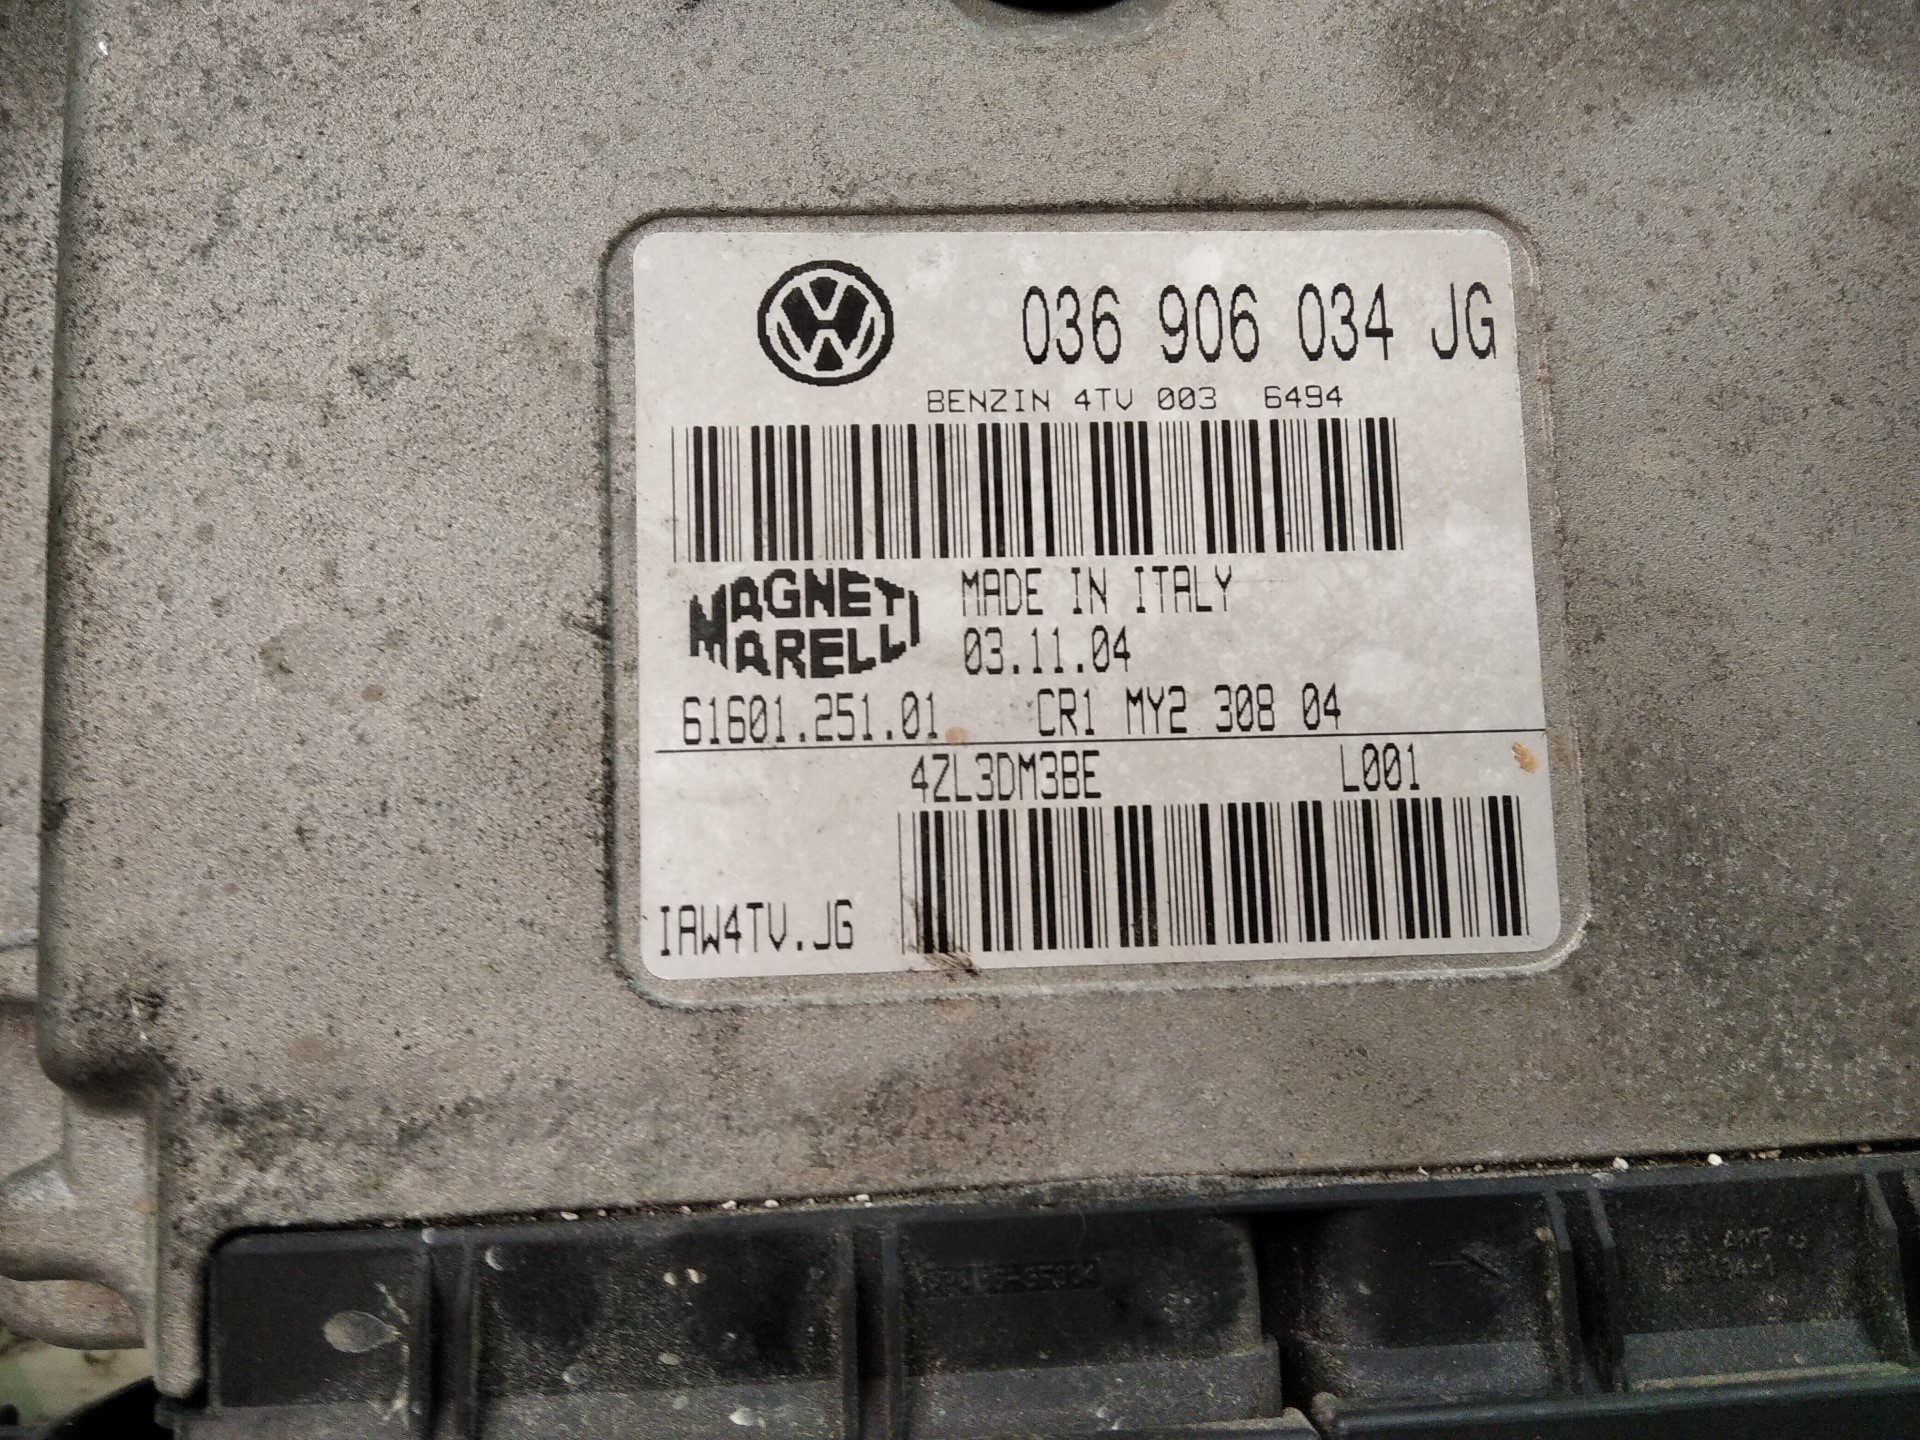 036 906 034 JG
BENZIN 4TV 003 6494
MAGNETI
MARELLI
MADE IN ITALY
03.11.04
61601.251.01 CR1 MY2 308 04
4ZL3DM3BE L001
IAW4TV.JG
AMP